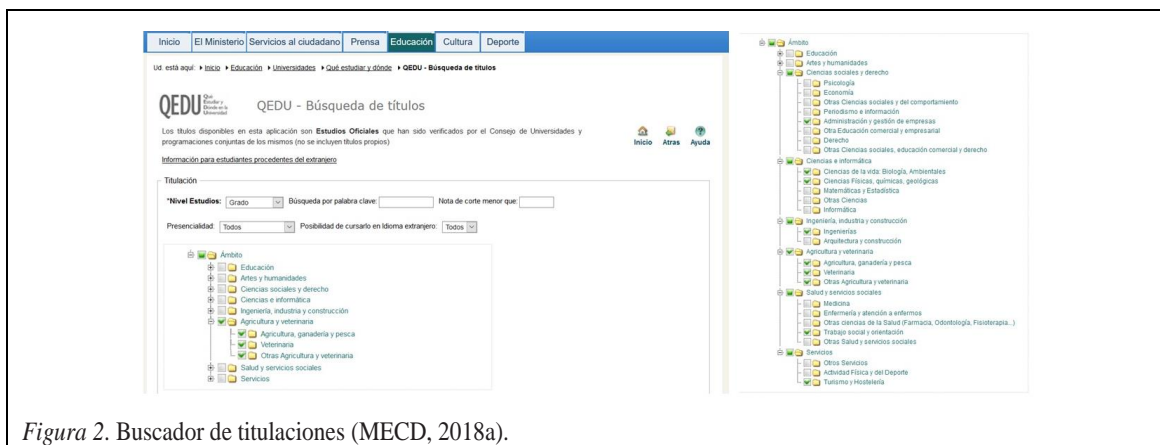 Inicio El Ministerio Servicios al ciudadano Prensa Educación Cultura Deporte
Ud. está aquí: Inicio Educación Universidades Qué estudiar y dónde QEDU - Búsqueda de títulos
QEDU Qué Estudiar y Dónde en la Universidad
QEDU - Búsqueda de títulos
Los títulos disponibles en esta aplicación son Estudios Oficiales que han sido verificados por el Consejo de Universidades y
programaciones conjuntas de los mismos (no se incluyen títulos propios)
Inicio Atras Ayuda
Información para estudiantes procedentes del extranjero
Titulación
*Nivel Estudios: Grado Búsqueda por palabra clave: Nota de corte menor que:
Presencialidad: Todos Posibilidad de cursarlo en Idioma extranjero: Todos
Ámbito
Educación
Artes y humanidades
Ciencias sociales y derecho
Ciencias e informática
Ingeniería, industria y construcción
Agricultura y veterinaria
Agricultura, ganadería y pesca
Veterinaria
Otras Agricultura y veterinaria
Salud y servicios sociales
Servicios
Ámbito
Educación
Artes y humanidades
Ciencias sociales y derecho
Psicología
Economía
Otras Ciencias sociales y del comportamiento
Periodismo e información
Administración y gestión de empresas
Otra Educación comercial y empresarial
Derecho
Otras Ciencias sociales, educación comercial y derecho
Ciencias e informática
Ciencias de la vida: Biología, Ambientales
Ciencias Físicas, químicas, geológicas
Matemáticas y Estadística
Otras Ciencias
Informática
Ingeniería, industria y construcción
Ingenierías
Arquitectura y construcción
Agricultura y veterinaria
Agricultura, ganadería y pesca
Veterinaria
Otras Agricultura y veterinaria
Salud y servicios sociales
Medicina
Enfermería y atención a enfermos
Otras ciencias de la Salud (Farmacia, Odontología, Fisioterapia...)
Trabajo social y orientación
Otras Salud y servicios sociales
Servicios
Otros Servicios
Actividad Física y del Deporte
Turismo y Hostelería
Figura 2. Buscador de titulaciones (MECD, 2018a).